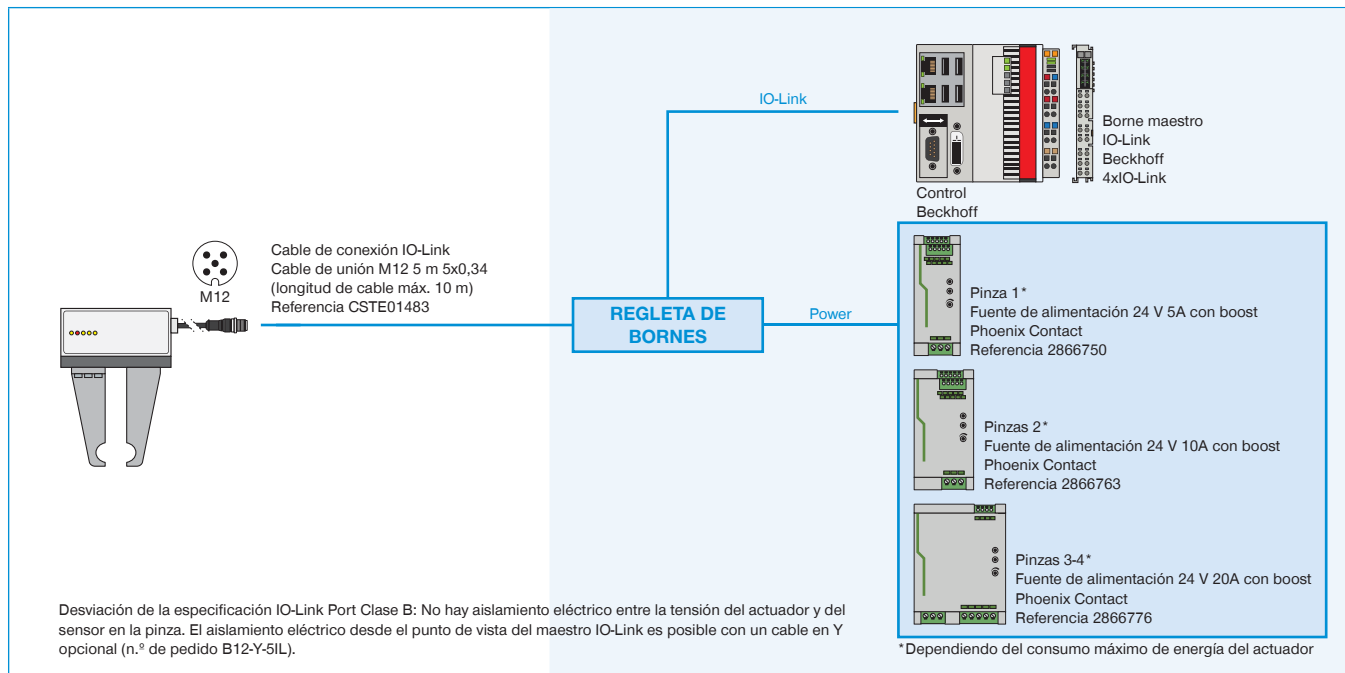 IO-Link
Borne maestro
IO-Link
Beckhoff
4xIO-Link
Control
Beckhoff
M12
Cable de conexión IO-Link
Cable de unión M12 5 m 5x0,34
(longitud de cable máx. 10 m)
Referencia CSTE01483
REGLETA DE
BORNES
Power
Pinza 1*
Fuente de alimentación 24 V 5A con boost
Phoenix Contact
Referencia 2866750
Pinzas 2*
Fuente de alimentación 24 V 10A con boost
Phoenix Contact
Referencia 2866763
Pinzas 3-4*
Fuente de alimentación 24 V 20A con boost
Phoenix Contact
Referencia 2866776
Desviación de la especificación IO-Link Port Clase B: No hay aislamiento eléctrico entre la tensión del actuador y del
sensor en la pinza. El aislamiento eléctrico desde el punto de vista del maestro IO-Link es posible con un cable en Y
opcional (n.º de pedido B12-Y-5IL).
*Dependiendo del consumo máximo de energía del actuador